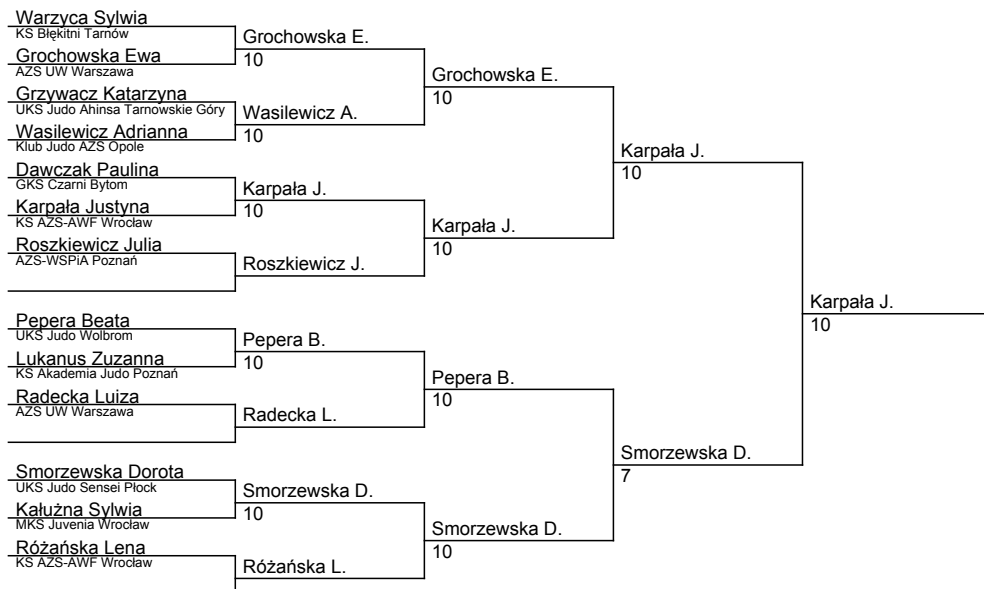 Warzyca Sylwia
KS Błękitni Tarnów
Grochowska Ewa
AZS UW Warszawa
Grzywacz Katarzyna
UKS Judo Ahinsa Tarnowskie Góry
Wasilewicz Adrianna
Klub Judo AZS Opole
Dawczak Paulina
GKS Czarni Bytom
Karpała Justyna
KS AZS-AWF Wrocław
Roszkiewicz Julia
AZS-WSPiA Poznań
Pepera Beata
UKS Judo Wolbrom
Lukanus Zuzanna
KS Akademia Judo Poznań
Radecka Luiza
AZS UW Warszawa
Smorzewska Dorota
UKS Judo Sensei Płock
Kałużna Sylwia
MKS Juvenia Wrocław
Różańska Lena
KS AZS-AWF Wrocław
Grochowska E.
10
Wasilewicz A.
10
Karpała J.
10
Roszkiewicz J.
Pepera B.
10
Radecka L.
Smorzewska D.
10
Różańska L.
Grochowska E.
10
Karpała J.
10
Pepera B.
10
Smorzewska D.
10
Karpała J.
10
Smorzewska D.
7
Karpała J.
10